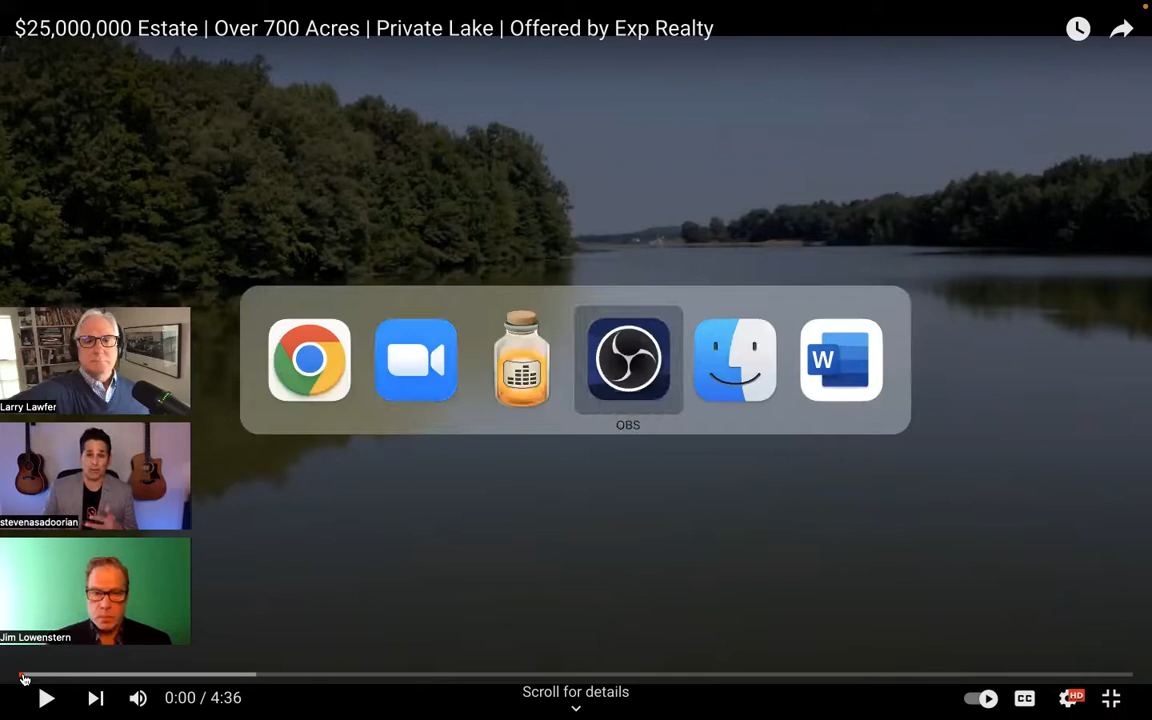 $25,000,000 Estate | Over 700 Acres | Private Lake | Offered by Exp Realty
Larry Lawfer
W
OBS
stevenasadoorian
Jim Lowenstern
0:00 / 4:36
Scroll for details
CC
HD